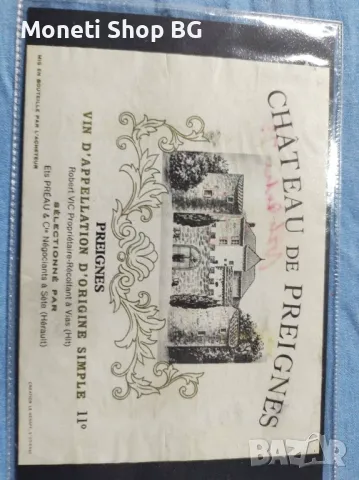 Moneti Shop BG
CHÂTEAU DE PREIGNES
PREIGNES
VIN D'APPELLATION D'ORIGINE SIMPLE 11°
Robert VIC Propriétaire-Récoltant à Vias (Hlt)
SÉLECTIONNÉ PAR
Ets PRÉAU & Cie Négociants à Sète (Hérault)
MIS EN BOUTEILLE PAR L'ACHETEUR
BAZAR